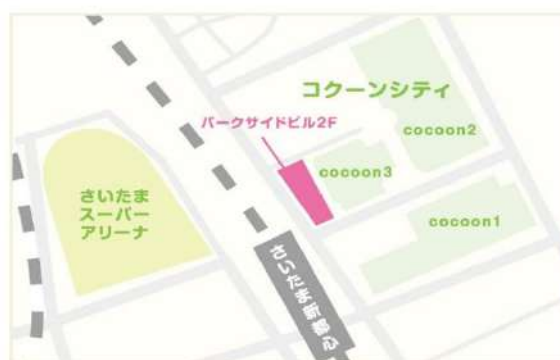 コクーンシティ
パークサイドビル2F
cocoon2
cocoon3
さいたま
スーパー
アリーナ
cocoon1
さいたま新都心